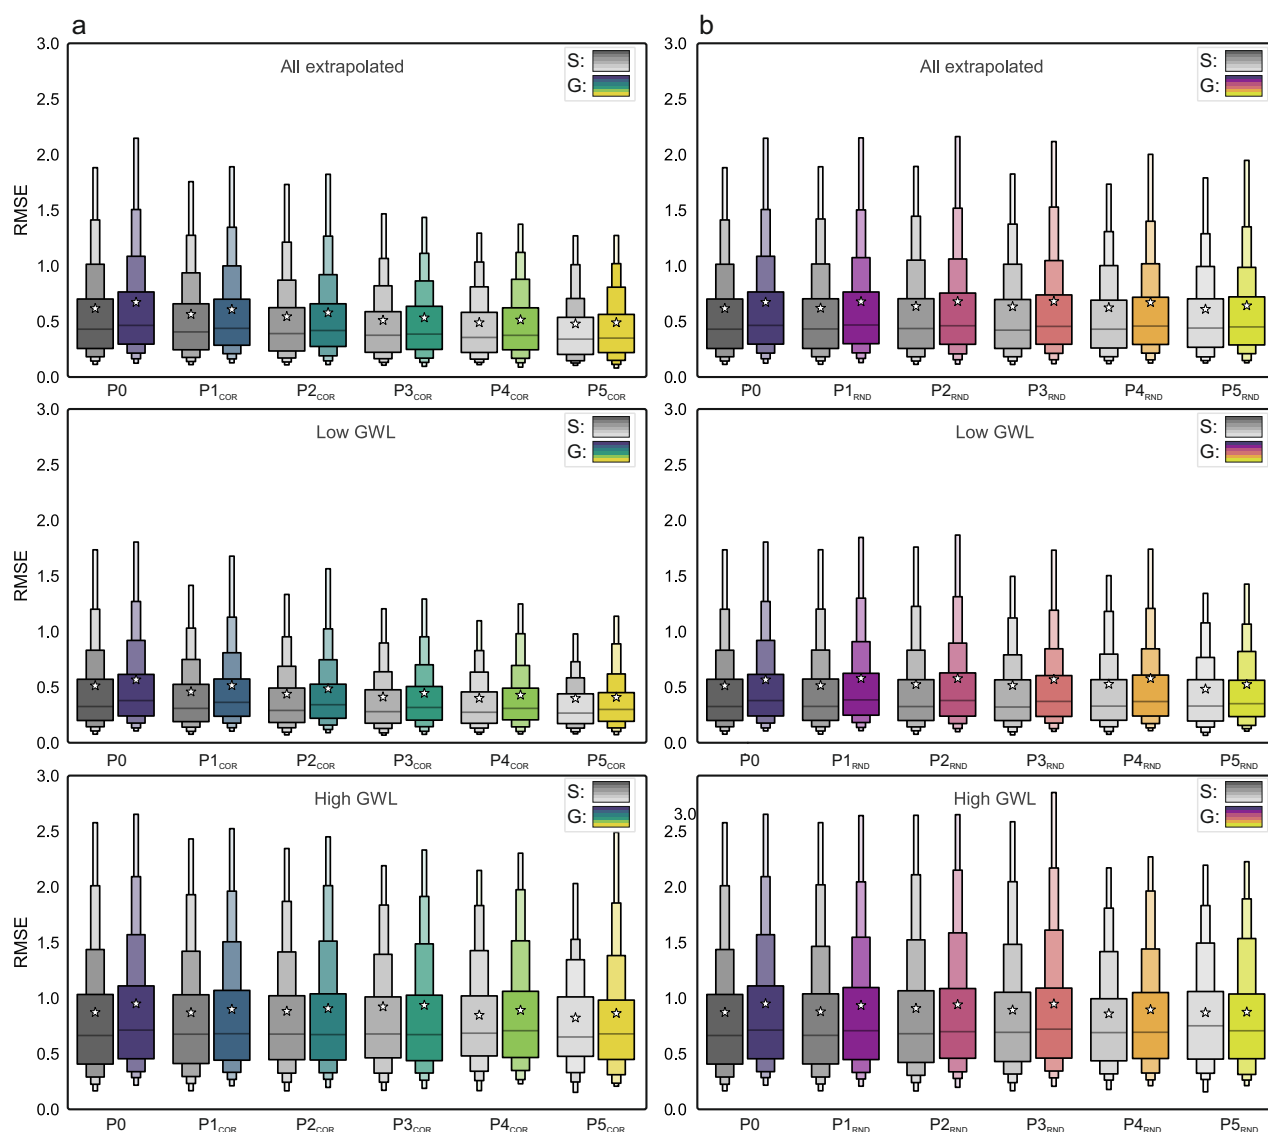 a
3.0
All extrapolated
S:
G:
2.5
2.0
1.5
1.0
0.5
0.0
RMSE
P0 P1COR P2COR P3COR P4COR P5COR
3.0
Low GWL
S:
G:
2.5
2.0
1.5
1.0
0.5
0.0
RMSE
P0 P1COR P2COR P3COR P4COR P5COR
3.0
High GWL
S:
G:
2.5
2.0
1.5
1.0
0.5
0.0
RMSE
P0 P1COR P2COR P3COR P4COR P5COR
b
3.0
All extrapolated
S:
G:
2.5
2.0
1.5
1.0
0.5
0.0
P0 P1RND P2RND P3RND P4RND P5RND
3.0
Low GWL
S:
G:
2.5
2.0
1.5
1.0
0.5
0.0
P0 P1RND P2RND P3RND P4RND P5RND
High GWL
S:
G:
3.0
2.5
2.0
1.5
1.0
0.5
0.0
P0 P1RND P2RND P3RND P4RND P5RND